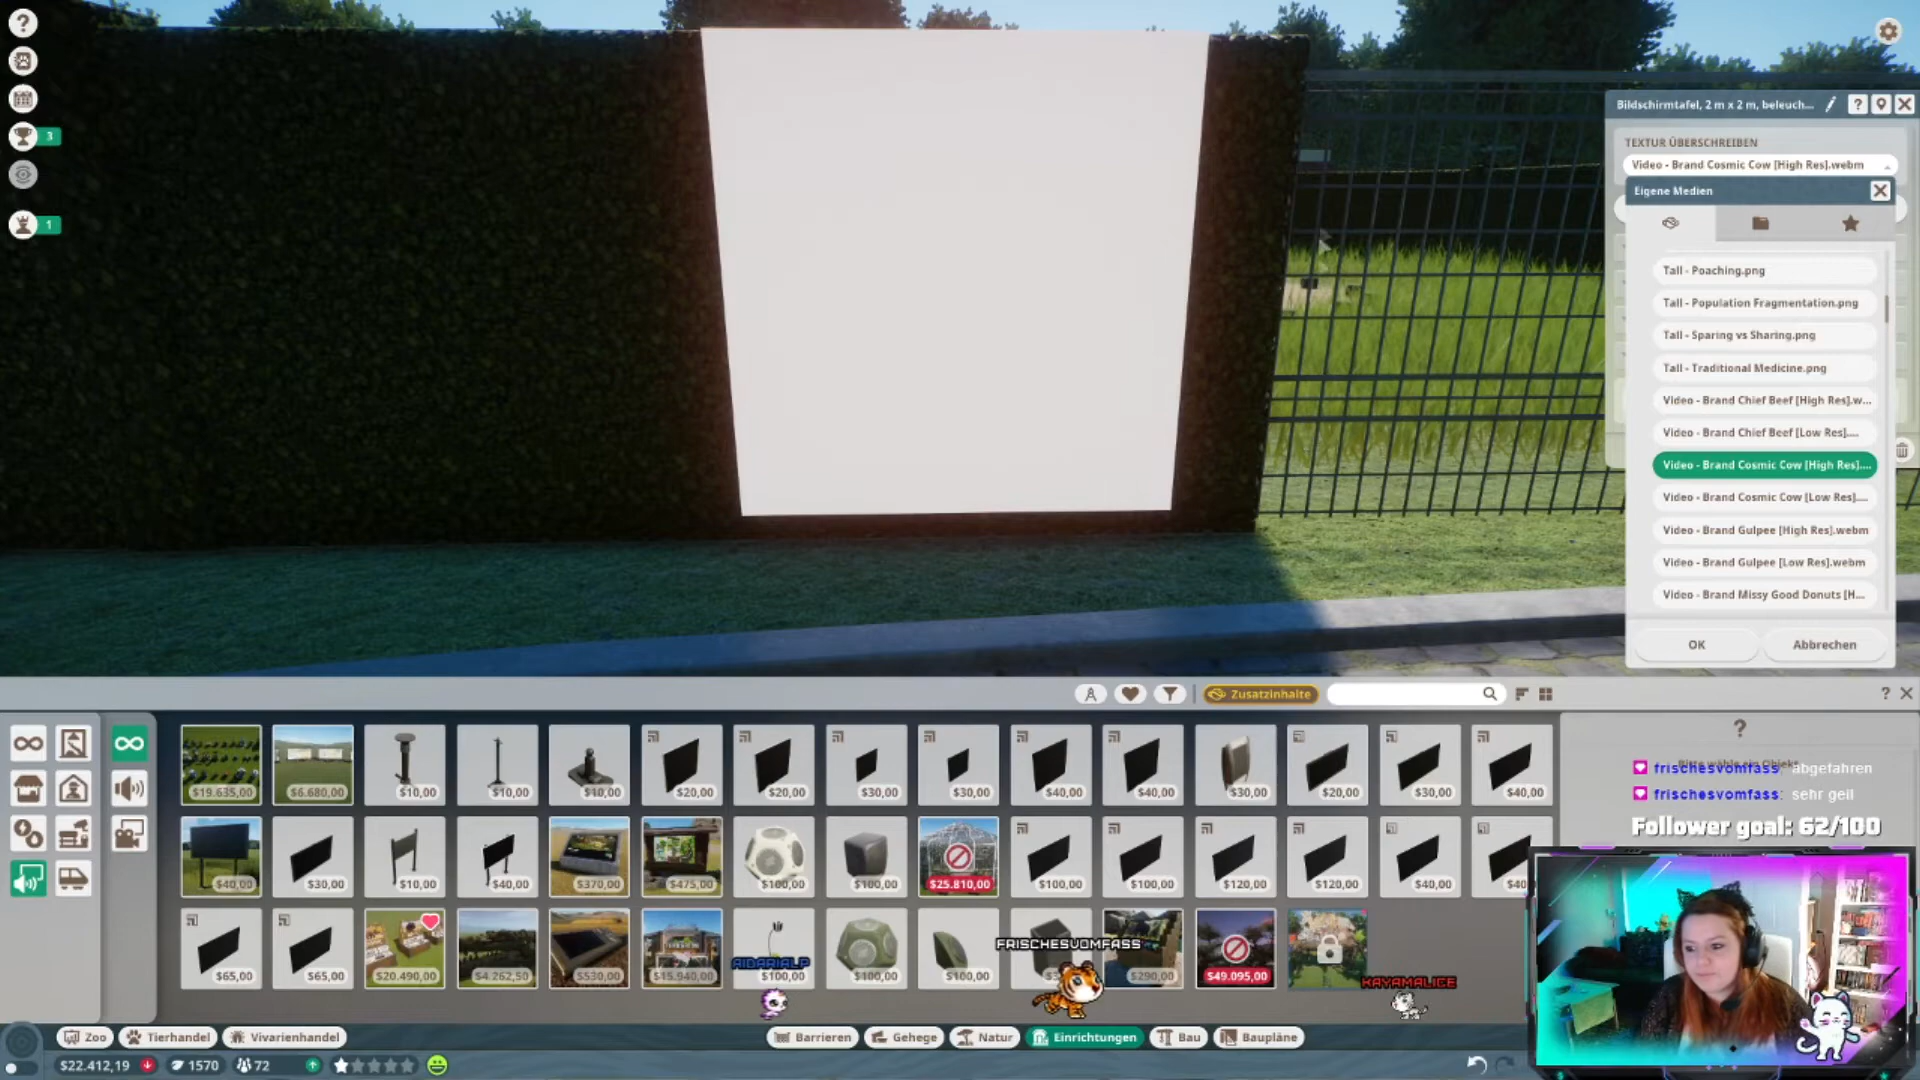 3
1
Bildschirmtafel, 2 m x 2 m, beleuch...
?
TEXTUR ÜBERSCHREIBEN
Video - Brand Cosmic Cow [High Res].webm
Eigene Medien
Tall - Poaching.png
Tall - Population Fragmentation.png
Tall - Sparing vs Sharing.png
Tall - Traditional Medicine.png
Video - Brand Chief Beef [High Res].w...
Video - Brand Chief Beef [Low Res]....
Video - Brand Cosmic Cow [High Res]....
Video - Brand Cosmic Cow [Low Res]....
Video - Brand Gulpee [High Res].webm
Video - Brand Gulpee [Low Res].webm
Video - Brand Missy Good Donuts [H...
OK Abbrechen
Zusatzinhalte
?
?
$19.635,00 $6.680,00 $10,00 $10,00 $10,00 $20,00 $20,00 $30,00 $30,00 $40,00 $40,00 $30,00 $20,00 $30,00 $40,00
frischesvomfass: abgefahren
frischesvomfass: sehr geil
Follower goal: 62/100
$40,00 $30,00 $10,00 $40,00 $370,00 $475,00 $100,00 $100,00 $25.810,00 $100,00 $100,00 $120,00 $120,00 $40,00 $40
$65,00 $65,00 $20.490,00 $4.262,50 $530,00 $15.940,00 $100,00 $100,00 $100,00 $290,00 $49.095,00
AIDARIALP
FRISCHESVOMFASS
KAYAMALICE
Zoo Tierhandel Vivarienhandel Barrieren Gehege Natur Einrichtungen Bau Baupläne
$22.412,19 1570 72